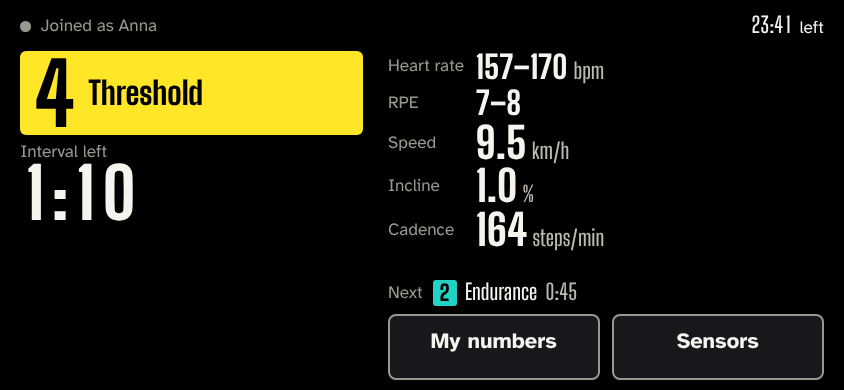 Joined as Anna
23:41 left
4 Threshold
Interval left
1:10
Heart rate 157–170 bpm
RPE 7–8
Speed 9.5 km/h
Incline 1.0 %
Cadence 164 steps/min
Next 2 Endurance 0:45
My numbers
Sensors